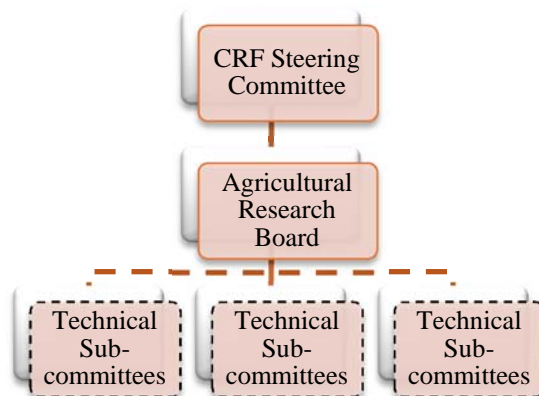 CRF Steering
Committee
Agricultural
Research
Board
Technical
Sub-
committees
Technical
Sub-
committees
Technical
Sub-
committees